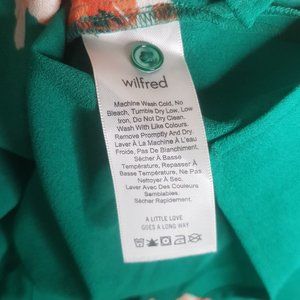 wilfred
Machine Wash Cold, No
Bleach, Tumble Dry Low, Low
Iron, Do Not Dry Clean.
Wash With Like Colours.
Remove Promptly And Dry.
Laver À La Machine À L'eau
Froide, Pas De Blanchiment,
Sécher À Basse
Température, Repasser À
Basse Température, Ne Pas
Nettoyer À Sec.
Laver Avec Des Couleurs
Semblables.
Sécher Rapidement.
A LITTLE LOVE
GOES A LONG WAY